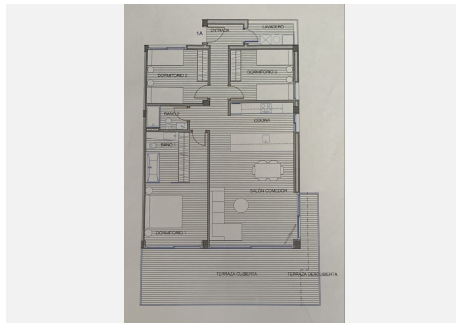 LAVADERO
ENTRADA
1A
DORMITORIO 3
DORMITORIO 2
BAÑO 2
COCINA
BAÑO 1
SALÓN COMEDOR
DORMITORIO 1
TERRAZA CUBIERTA
TERRAZA DESCUBIERTA